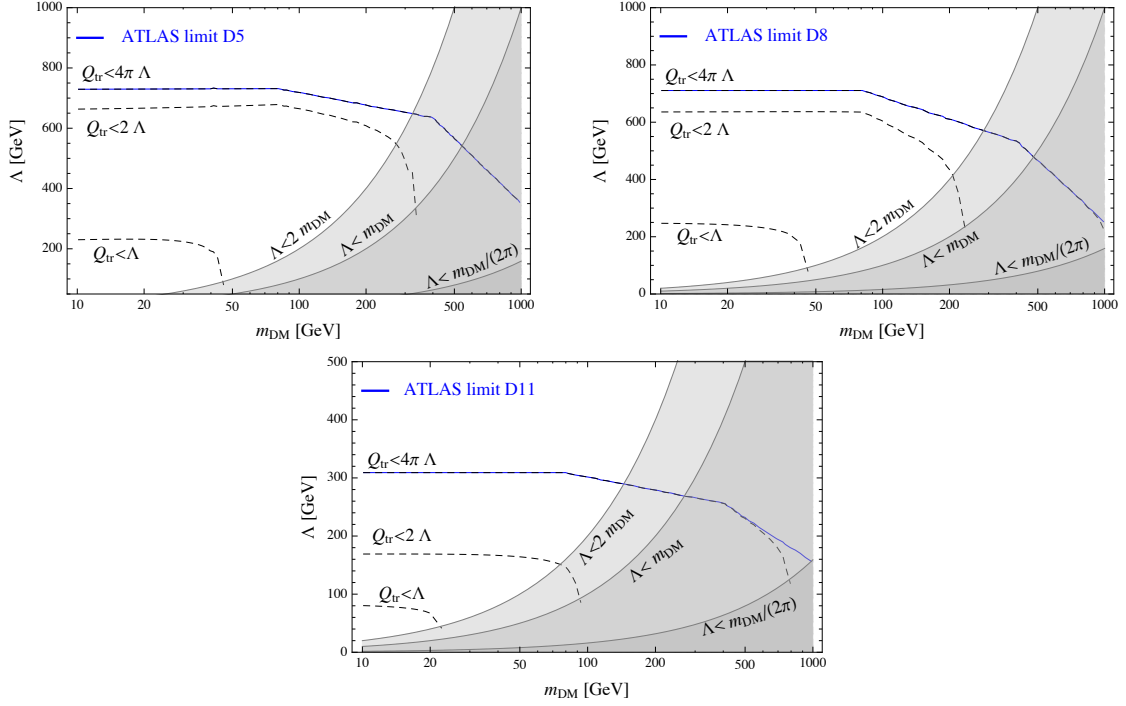 ATLAS limit D5
Q_tr<4π Λ
Q_tr<2 Λ
Q_tr<Λ
Λ<2 m_DM
Λ< m_DM
Λ< m_DM/(2π)
1000
800
600
400
200
10 20 50 100 200 500 1000
Λ [GeV]
m_DM [GeV]
ATLAS limit D8
Q_tr<4π Λ
Q_tr<2 Λ
Q_tr<Λ
Λ<2 m_DM
Λ< m_DM
Λ< m_DM/(2π)
1000
800
600
400
200
0
10 20 50 100 200 500 1000
Λ [GeV]
m_DM [GeV]
ATLAS limit D11
Q_tr<4π Λ
Q_tr<2 Λ
Q_tr<Λ
Λ<2 m_DM
Λ< m_DM
Λ< m_DM/(2π)
500
400
300
200
100
0
10 20 50 100 200 500 1000
Λ [GeV]
m_DM [GeV]